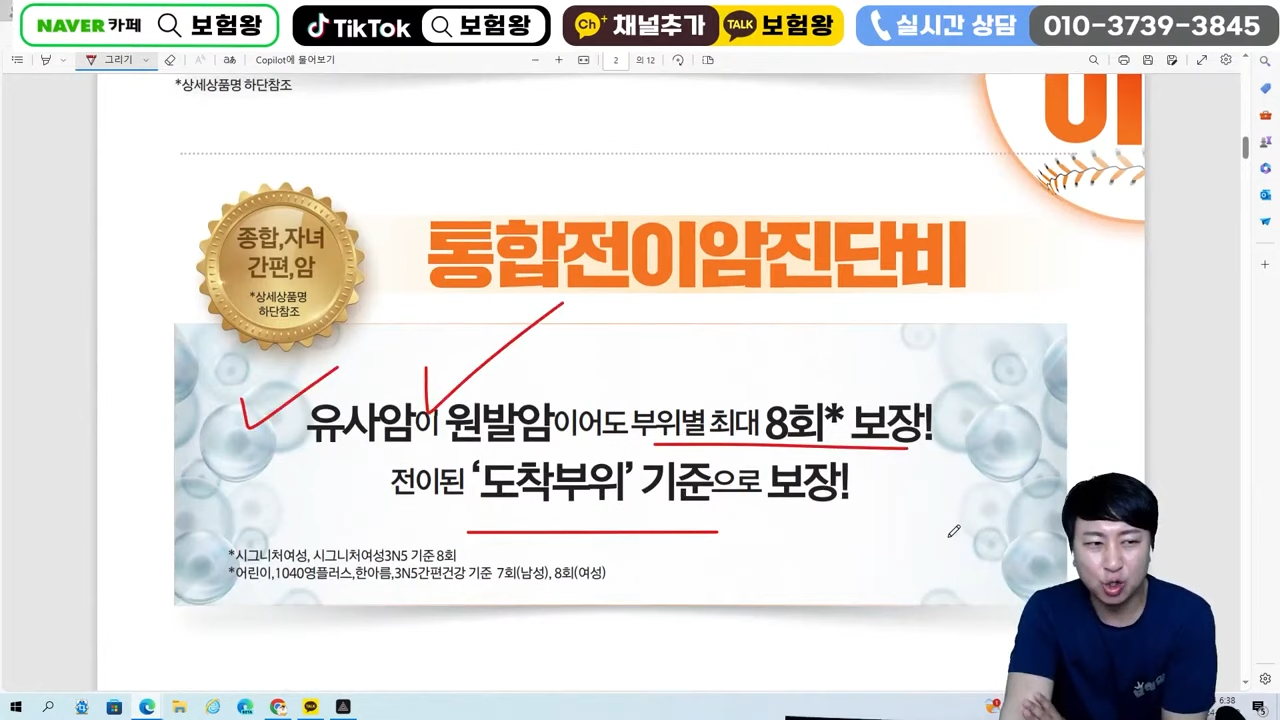 NAVER 카페 보험왕
TikTok 보험왕
Ch+ 채널추가 TALK 보험왕
실시간 상담 010-3739-3845
그리기 aあ Copilot에 물어보기
2 의 12
*상세상품명 하단참조
종합,자녀
간편,암
*상세상품명
하단참조
통합전이암진단비
유사암이 원발암이어도 부위별 최대 8회* 보장!
전이된 '도착부위' 기준으로 보장!
*시그니처여성, 시그니처여성3N5 기준 8회
*어린이,1040영플러스,한아름,3N5간편건강 기준 7회(남성), 8회(여성)
6:38